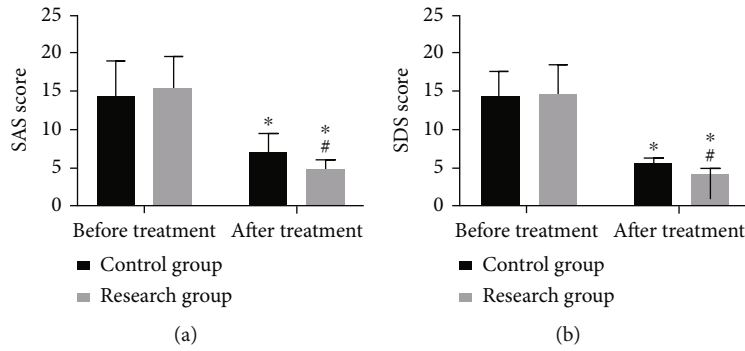 25
20
15
10
5
0
SAS score
*
*
#
Before treatment After treatment
Control group
Research group
(a)
25
20
15
10
5
0
SDS score
*
*
#
Before treatment After treatment
Control group
Research group
(b)